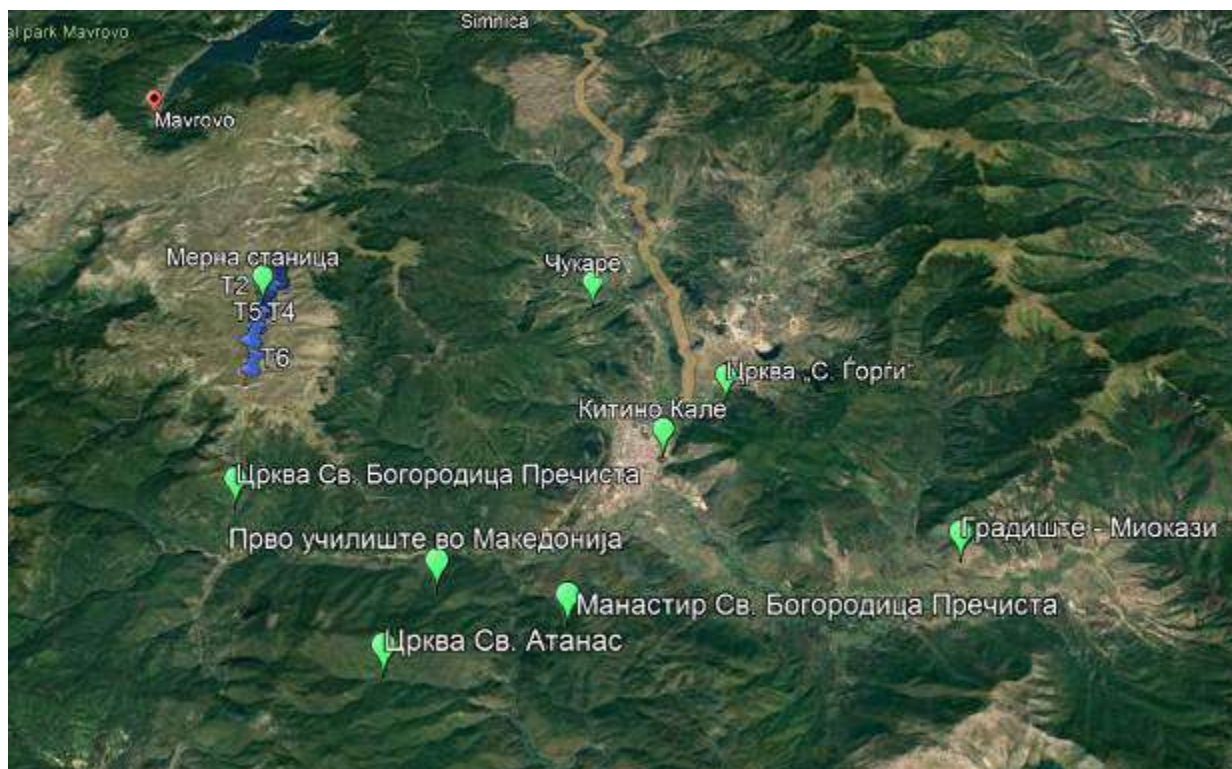 Simnica
al park Mavrovo
Mavrovo
Мерна станица
T2
T5 T4
T6
Чукаре
Црква „С. Ѓорѓи“
Китино Кале
Црква Св. Богородица Пречиста
Прво училиште во Македонија
Градиште - Миокази
Манастир Св. Богородица Пречиста
Црква Св. Атанас